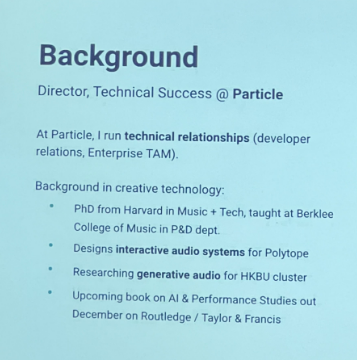 Background
Director, Technical Success @ Particle
At Particle, I run technical relationships (developer
relations, Enterprise TAM).
Background in creative technology:
• PhD from Harvard in Music + Tech, taught at Berklee
College of Music in P&D dept.
• Designs interactive audio systems for Polytope
• Researching generative audio for HKBU cluster
• Upcoming book on AI & Performance Studies out
December on Routledge / Taylor & Francis